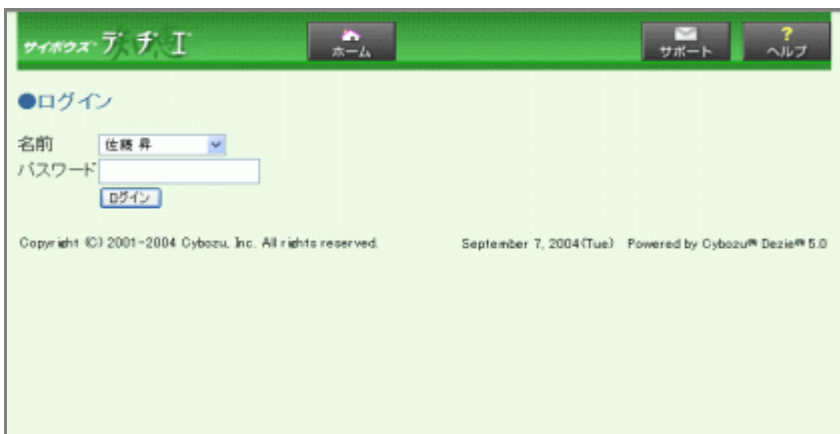 サイボウズ デヂエ ホーム サポート ? ヘルプ
●ログイン
名前 佐藤 昇
パスワード
ログイン
Copyright (C) 2001-2004 Cybozu, Inc. All rights reserved. September 7, 2004(Tue) Powered by Cybozu® Dezie® 5.0